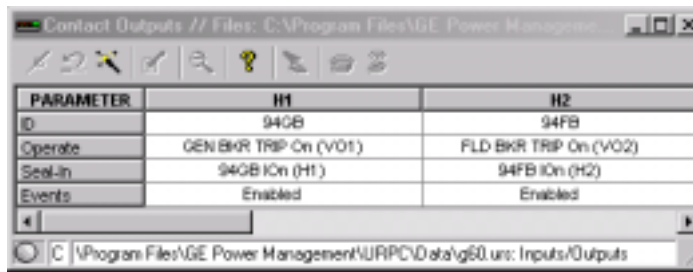 Contact Outputs // Files: C:\Program Files\GE Power Manageme...
PARAMETER H1 H2
ID 94GB 94FB
Operate GEN BKR TRIP On (VO1) FLD BKR TRIP On (VO2)
Seal-In 94GB IOn (H1) 94FB IOn (H2)
Events Enabled Enabled
C \Program Files\GE Power Management\URPC\Data\g60.urs: Inputs/Outputs